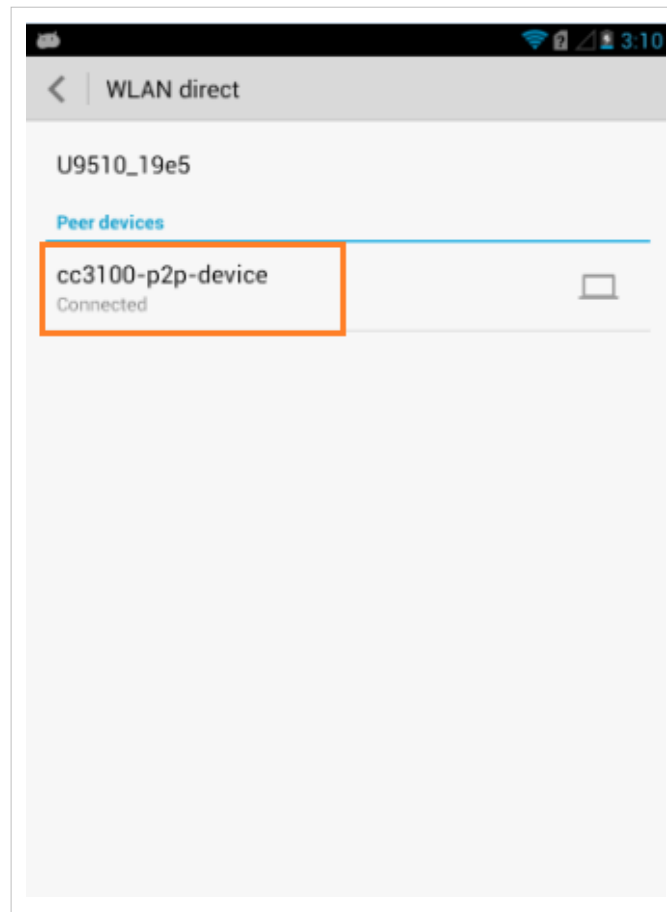 3:10
WLAN direct
U9510_19e5
Peer devices
cc3100-p2p-device
Connected